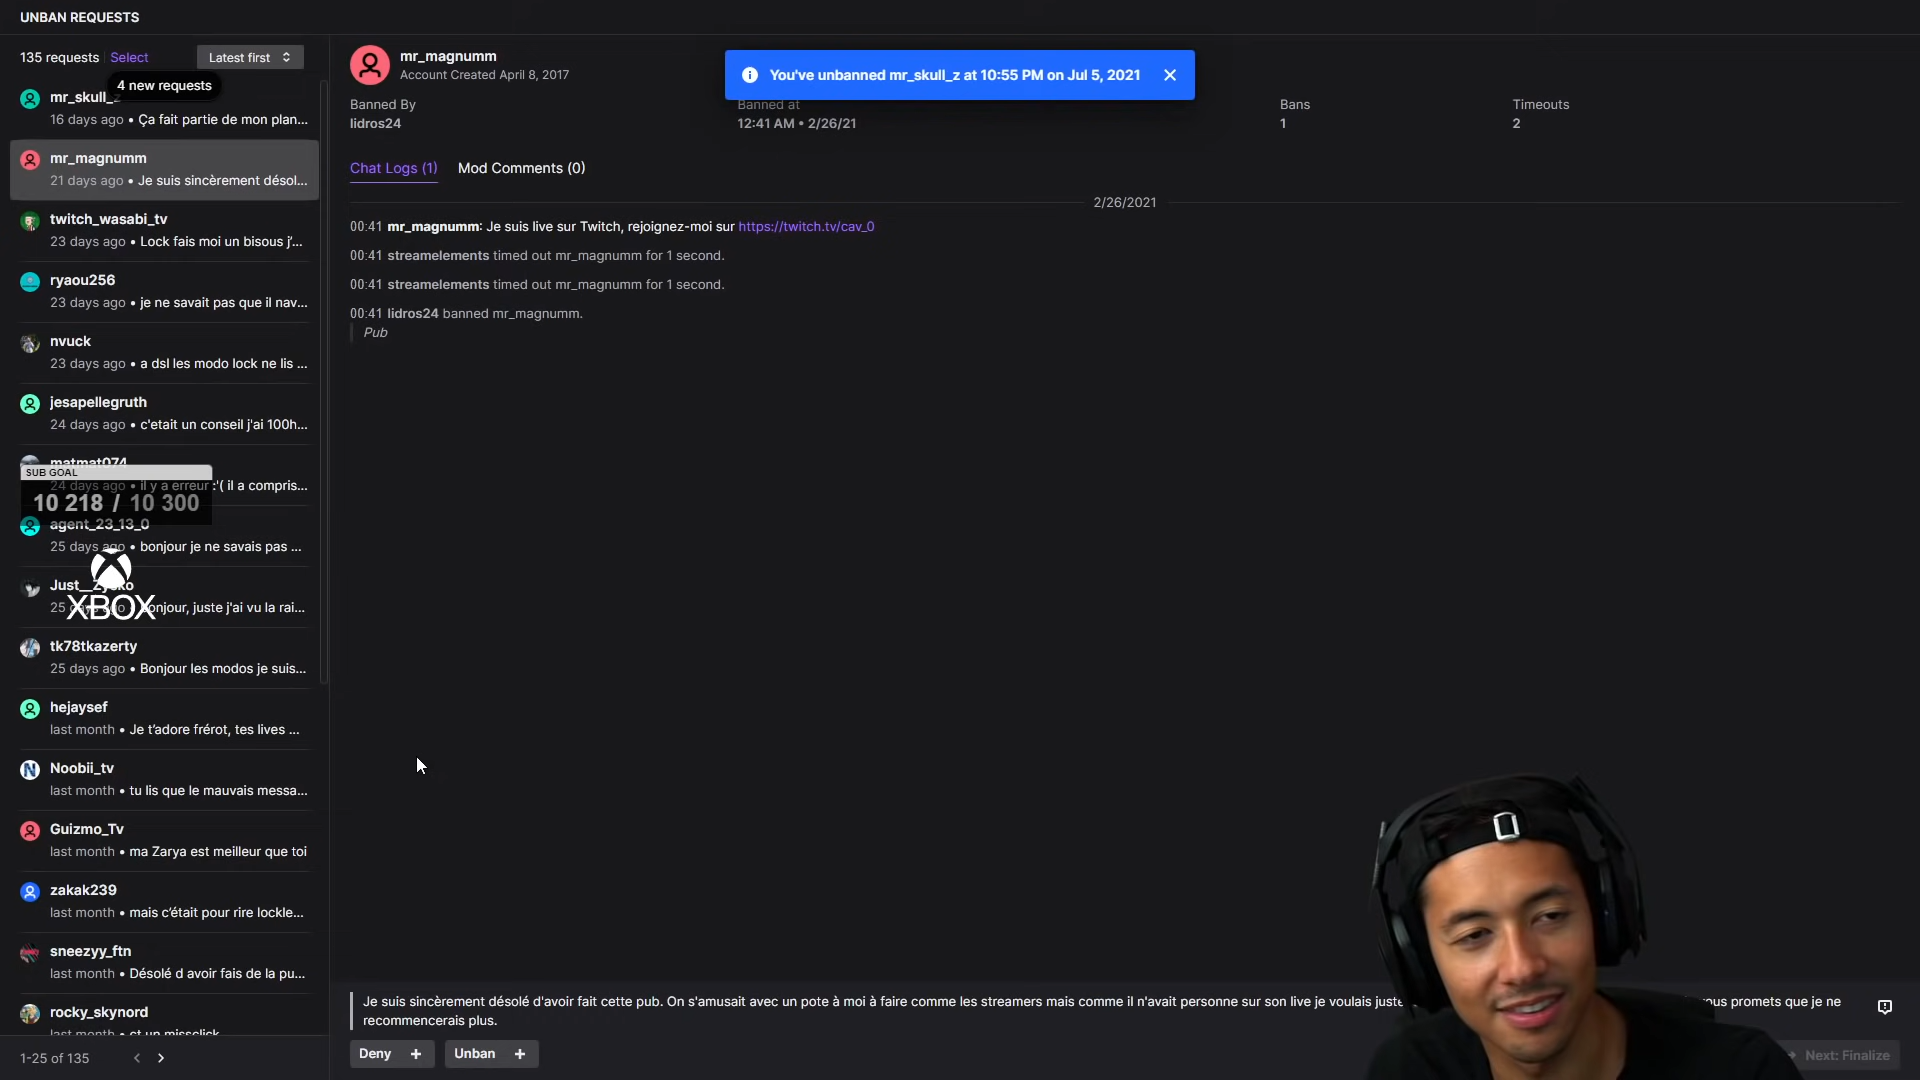 UNBAN REQUESTS
135 requests
Select
Latest first
4 new requests
mr_skull_z
16 days ago • Ça fait partie de mon plan...
mr_magnumm
21 days ago • Je suis sincèrement désol...
twitch_wasabi_tv
23 days ago • Lock fais moi un bisous j'...
ryaou256
23 days ago • je ne savait pas que il nav...
nvuck
23 days ago • a dsl les modo lock ne lis ...
jesapellegruth
24 days ago • c'etait un conseil j'ai 100h...
matmat074
24 days ago • il y a erreur :'( il a compris...
SUB GOAL
10 218 / 10 300
agent_23_13_0
25 days ago • bonjour je ne savais pas ...
XBOX
25 days ago • bonjour, juste j'ai vu la rai...
tk78tkazerty
25 days ago • Bonjour les modos je suis...
hejaysef
last month • Je t'adore frérot, tes lives ...
Noobii_tv
last month • tu lis que le mauvais messa...
Guizmo_Tv
last month • ma Zarya est meilleur que toi
zakak239
last month • mais c'était pour rire lockle...
sneezyy_ftn
last month • Désolé d avoir fais de la pu...
rocky_skynord
last month • ct un missclick
1-25 of 135
mr_magnumm
Account Created April 8, 2017
You've unbanned mr_skull_z at 10:55 PM on Jul 5, 2021
Banned By
lidros24
Banned at
12:41 AM • 2/26/21
Bans
1
Timeouts
2
Chat Logs (1)
Mod Comments (0)
2/26/2021
00:41 mr_magnumm: Je suis live sur Twitch, rejoignez-moi sur https://twitch.tv/cav_0
00:41 streamelements timed out mr_magnumm for 1 second.
00:41 streamelements timed out mr_magnumm for 1 second.
00:41 lidros24 banned mr_magnumm.
Pub
Je suis sincèrement désolé d'avoir fait cette pub. On s'amusait avec un pote à moi à faire comme les streamers mais comme il n'avait personne sur son live je voulais juste promets que je ne
recommencerais plus.
Deny +
Unban +
Next: Finalize